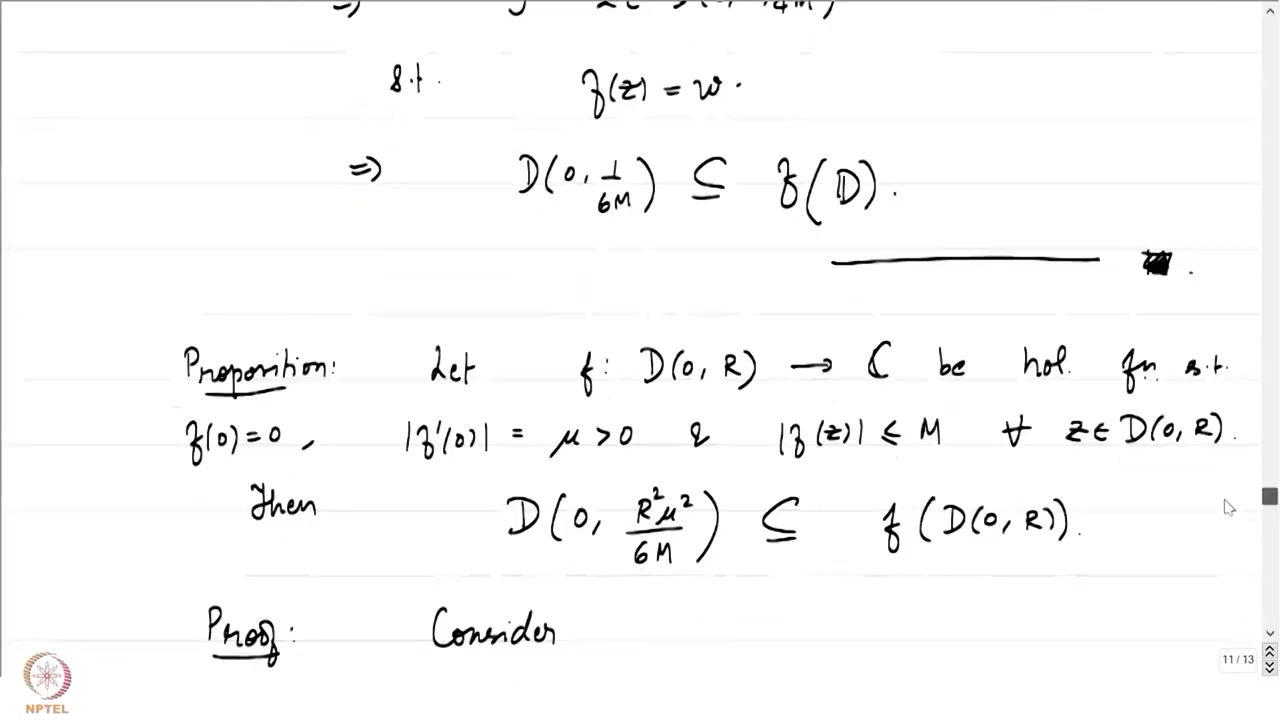 s.t. f(z) = w.
⇒ D(0, 1/6M) ⊆ f(𝔻).
Proposition: Let f: D(0, R) → ℂ be hol. fn. s.t.
f(0)=0, |f'(0)| = μ > 0 & |f(z)| ≤ M ∀ z ∈ D(0, R).
Then D(0, R²μ²/6M) ⊆ f(D(0, R)).
Proof: Consider
11 / 13
NPTEL